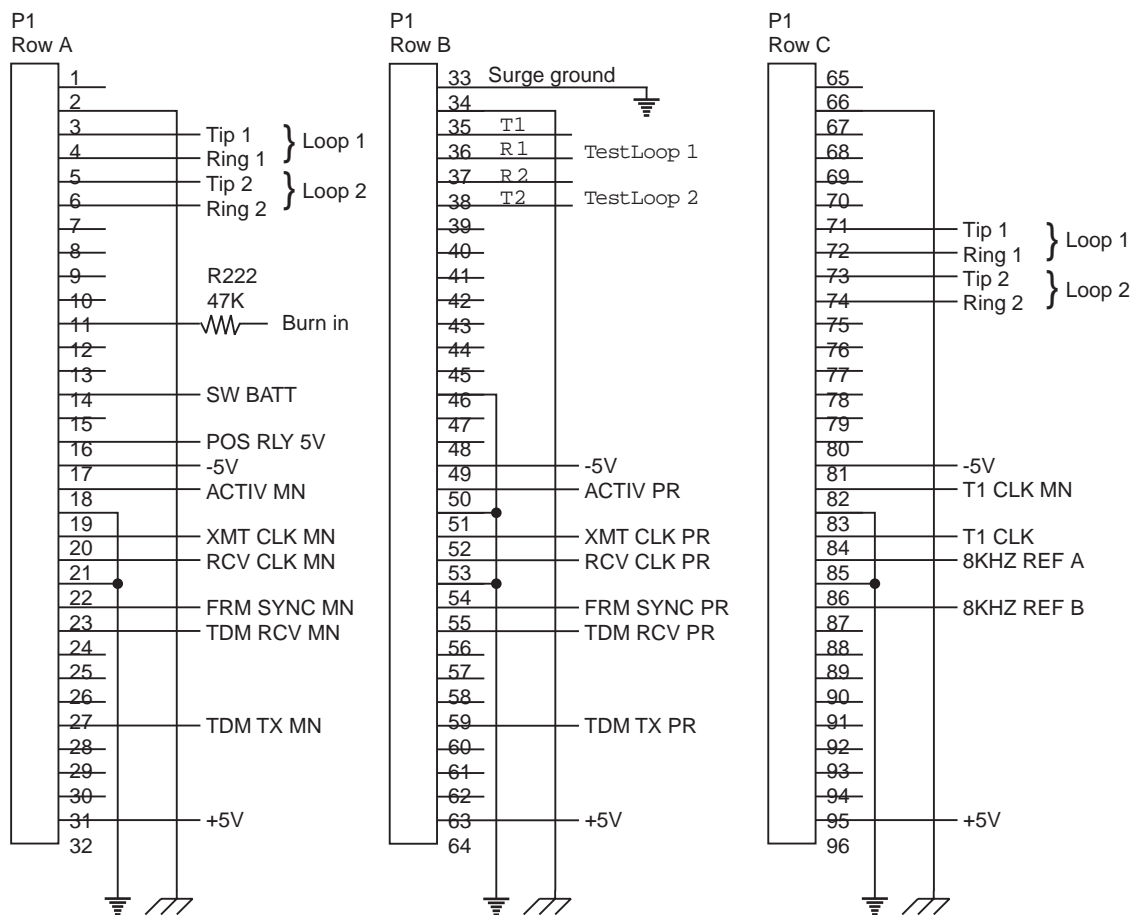 P1
Row A
1
2
3 Tip 1
4 Ring 1 } Loop 1
5 Tip 2
6 Ring 2 } Loop 2
7
8
9 R222
10 47K
11 Burn in
12
13
14 SW BATT
15
16 POS RLY 5V
17 -5V
18 ACTIV MN
19
20 XMT CLK MN
21 RCV CLK MN
22
23 FRM SYNC MN
24 TDM RCV MN
25
26
27 TDM TX MN
28
29
30
31 +5V
32
P1
Row B
33 Surge ground
34
35 T1
36 R1 TestLoop 1
37 R2
38 T2 TestLoop 2
39
40
41
42
43
44
45
46
47
48
49 -5V
50 ACTIV PR
51
52 XMT CLK PR
53 RCV CLK PR
54
55 FRM SYNC PR
56 TDM RCV PR
57
58
59 TDM TX PR
60
61
62
63 +5V
64
P1
Row C
65
66
67
68
69
70
71 Tip 1
72 Ring 1 } Loop 1
73 Tip 2
74 Ring 2 } Loop 2
75
76
77
78
79
80
81 -5V
82 T1 CLK MN
83
84 T1 CLK
85 8KHZ REF A
86 8KHZ REF B
87
88
89
90
91
92
93
94
95 +5V
96